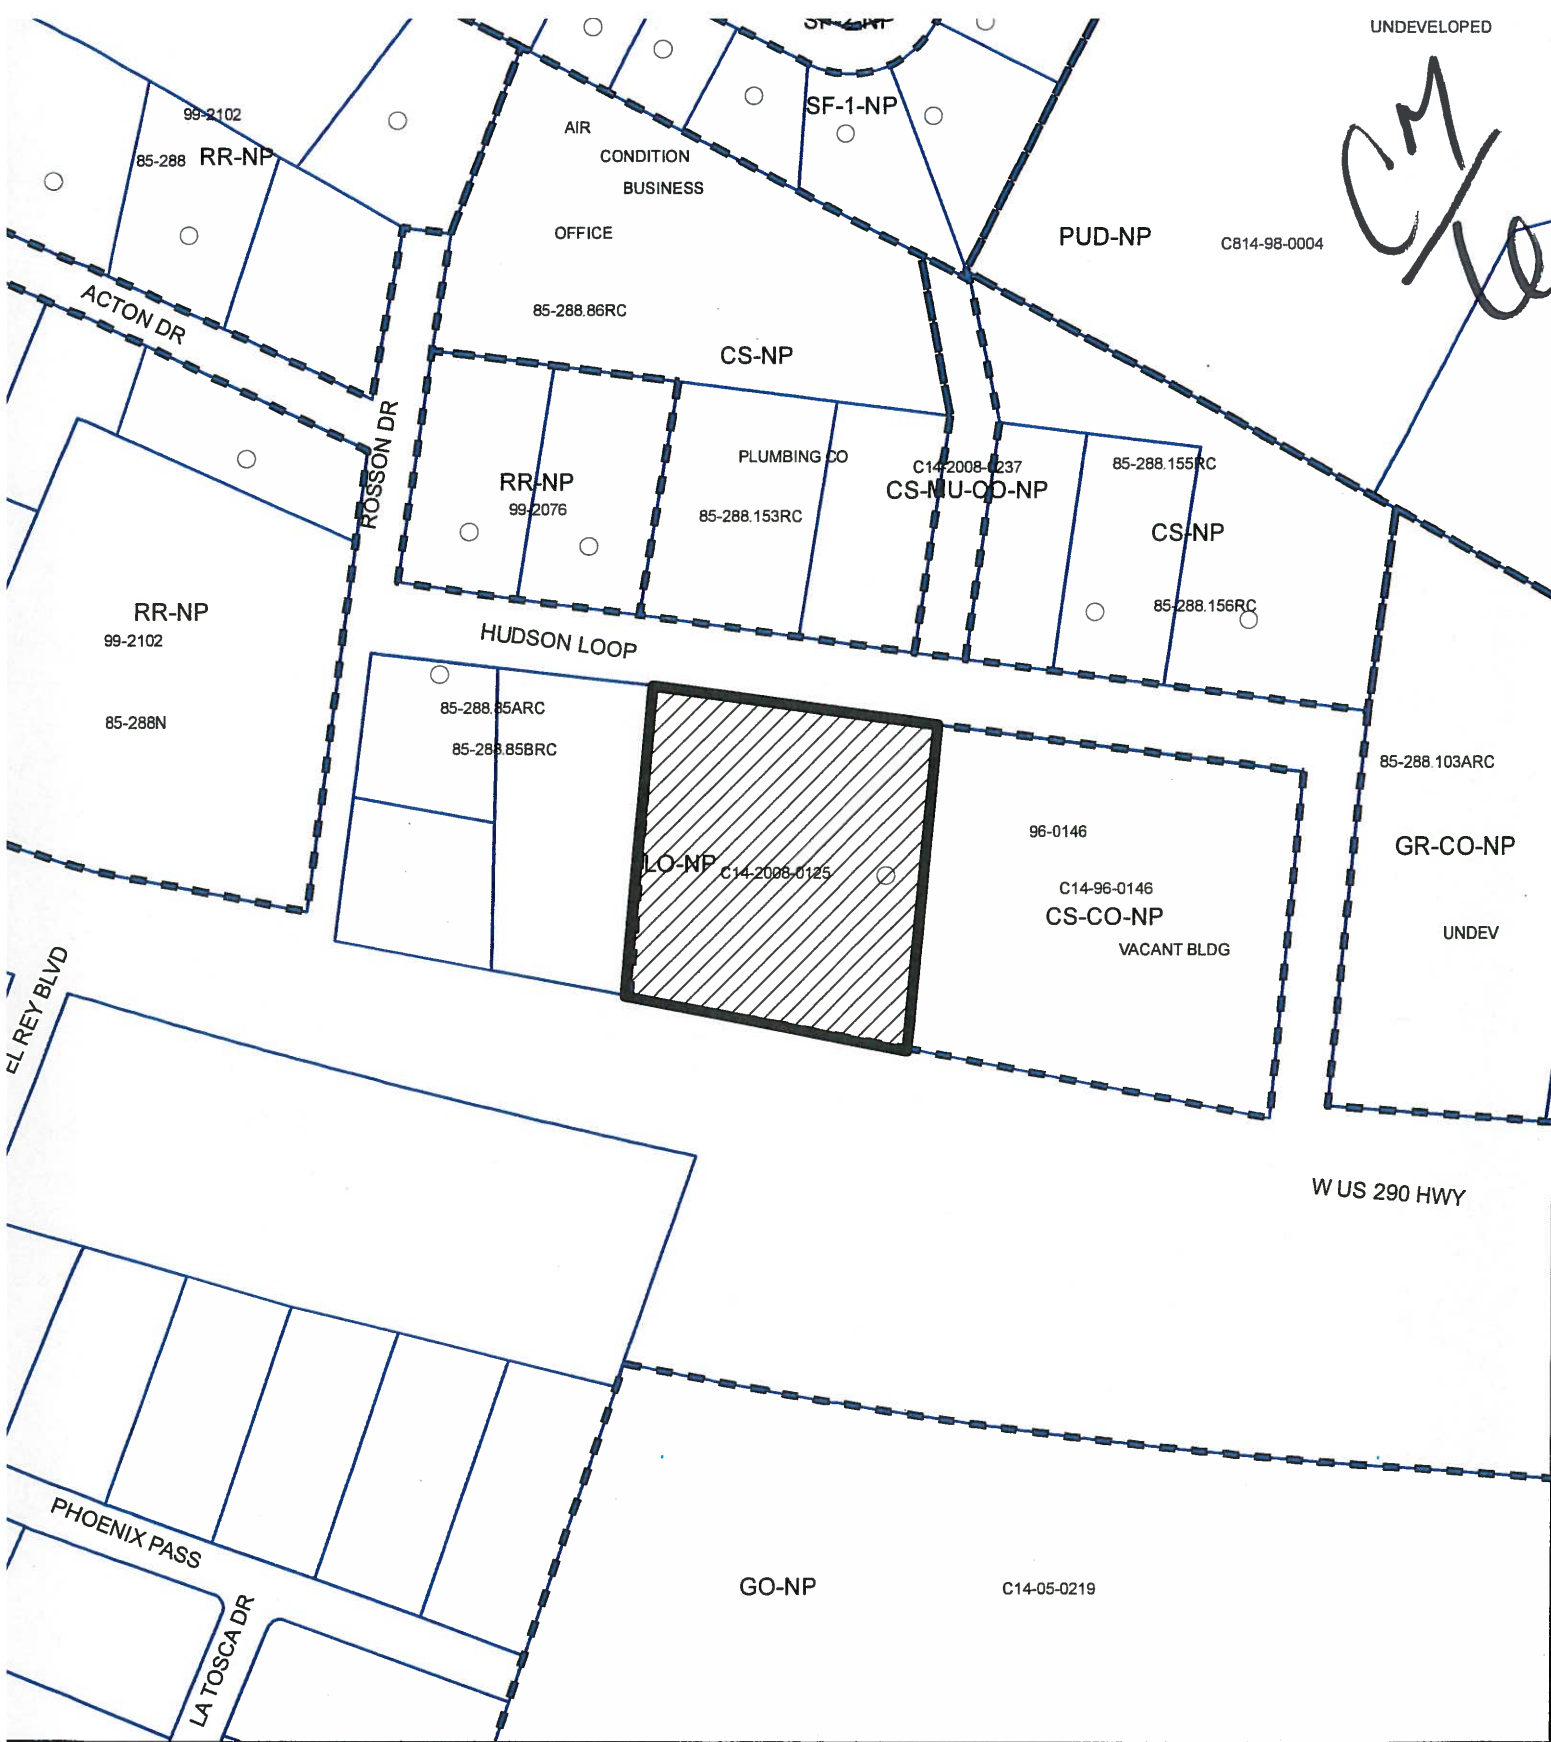 SF-2-NP
UNDEVELOPED
99-2102
85-288 RR-NP
AIR
CONDITION
BUSINESS
OFFICE
SF-1-NP
PUD-NP
C814-98-0004
CM
ACTON DR
85-288.86RC
CS-NP
ROSSON DR
PLUMBING CO
C14-2008-0237
CS-MU-CO-NP
85-288.155RC
RR-NP
99-2076
85-288.153RC
CS-NP
85-288.156RC
RR-NP
99-2102
85-288N
HUDSON LOOP
85-288.85ARC
85-288.85BRC
85-288.103ARC
GR-CO-NP
UNDEV
LO-NP C14-2008-0125
96-0146
C14-96-0146
CS-CO-NP
VACANT BLDG
EL REY BLVD
W US 290 HWY
PHOENIX PASS
LA TOSCA DR
GO-NP
C14-05-0219